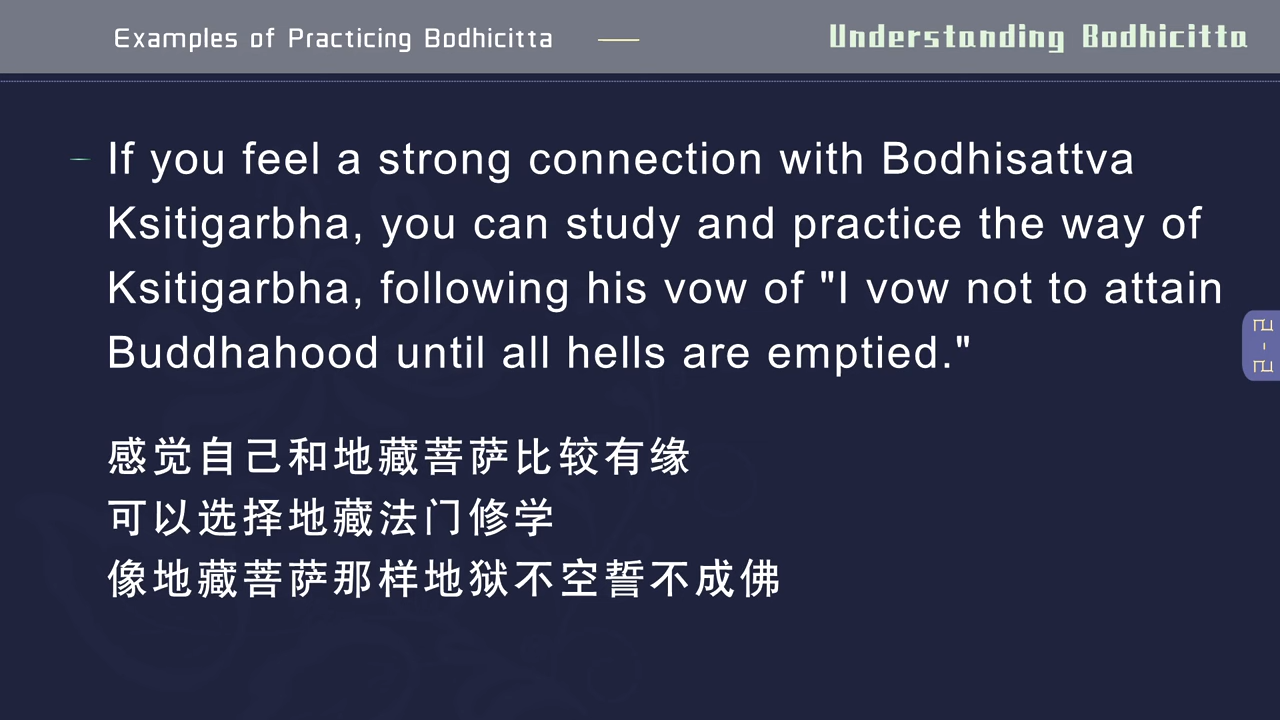 Examples of Practicing Bodhicitta
Understanding Bodhicitta
If you feel a strong connection with Bodhisattva
Ksitigarbha, you can study and practice the way of
Ksitigarbha, following his vow of "I vow not to attain
Buddhahood until all hells are emptied."
感觉自己和地藏菩萨比较有缘
可以选择地藏法门修学
像地藏菩萨那样地狱不空誓不成佛